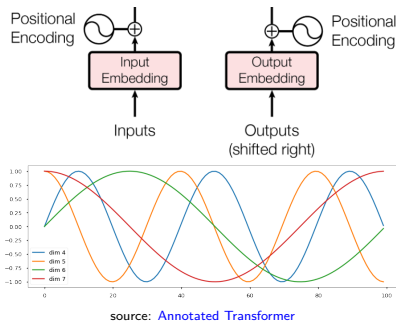 Positional
Encoding
Positional
Encoding
Input
Embedding
Output
Embedding
Inputs
Outputs
(shifted right)
1.00
0.75
0.50
0.25
0.00
−0.25
−0.50
−0.75
−1.00
dim 4
dim 5
dim 6
dim 7
0 20 40 60 80 100
source: Annotated Transformer